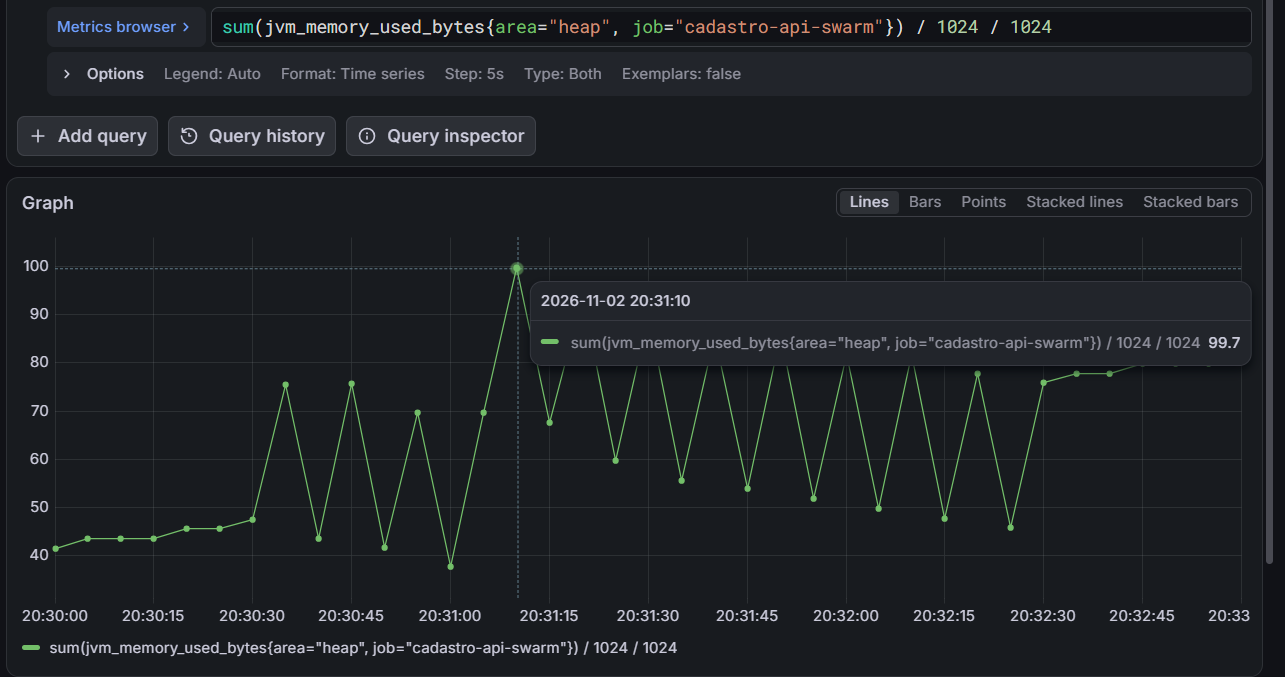 Metrics browser > sum(jvm_memory_used_bytes{area="heap", job="cadastro-api-swarm"}) / 1024 / 1024
> Options Legend: Auto Format: Time series Step: 5s Type: Both Exemplars: false
+ Add query Query history Query inspector
Graph Lines Bars Points Stacked lines Stacked bars
100
90
80
70
60
50
40
2026-11-02 20:31:10
sum(jvm_memory_used_bytes{area="heap", job="cadastro-api-swarm"}) / 1024 / 1024 99.7
20:30:00 20:30:15 20:30:30 20:30:45 20:31:00 20:31:15 20:31:30 20:31:45 20:32:00 20:32:15 20:32:30 20:32:45 20:33
sum(jvm_memory_used_bytes{area="heap", job="cadastro-api-swarm"}) / 1024 / 1024